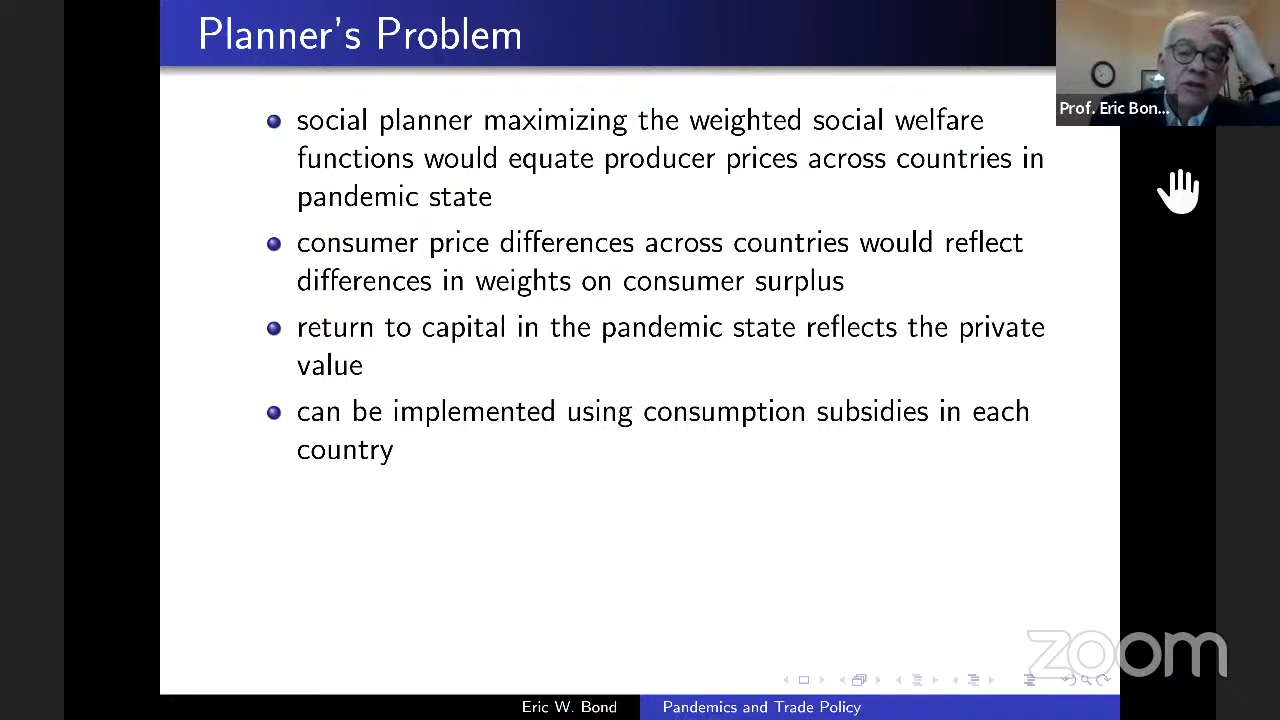 Planner's Problem
Prof. Eric Bon...
social planner maximizing the weighted social welfare
functions would equate producer prices across countries in
pandemic state
consumer price differences across countries would reflect
differences in weights on consumer surplus
return to capital in the pandemic state reflects the private
value
can be implemented using consumption subsidies in each
country
zoom
Eric W. Bond
Pandemics and Trade Policy